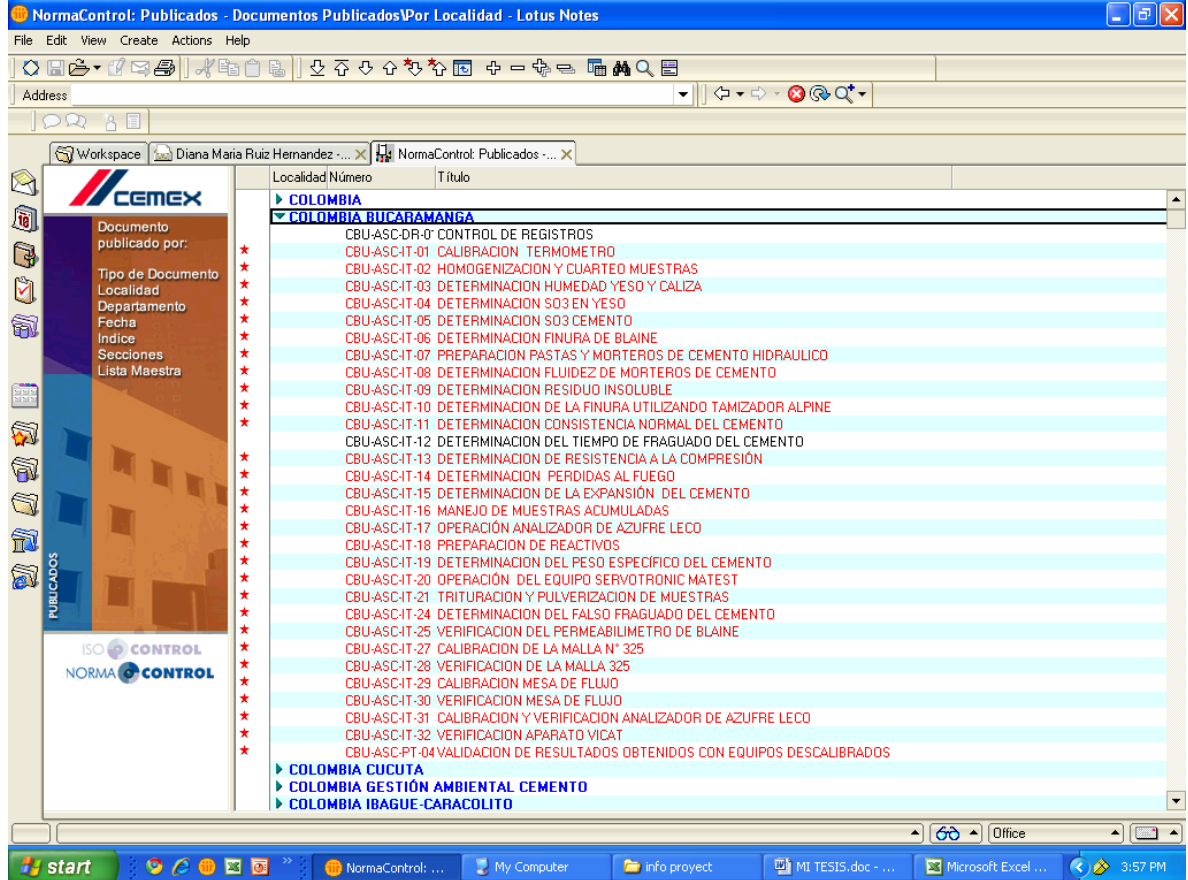 NormaControl: Publicados - Documentos Publicados\Por Localidad - Lotus Notes
File Edit View Create Actions Help
Address
Workspace Diana Maria Ruiz Hernandez -... NormaControl: Publicados -...
Localidad Número Título
CEMEX
Documento
publicado por:
Tipo de Documento
Localidad
Departamento
Fecha
Indice
Secciones
Lista Maestra
PUBLICADOS
ISO CONTROL
NORMA CONTROL
COLOMBIA
COLOMBIA BUCARAMANGA
CBU-ASC-DR-0 CONTROL DE REGISTROS
CBU-ASC-IT-01 CALIBRACION TERMOMETRO
CBU-ASC-IT-02 HOMOGENIZACION Y CUARTEO MUESTRAS
CBU-ASC-IT-03 DETERMINACION HUMEDAD YESO Y CALIZA
CBU-ASC-IT-04 DETERMINACION SO3 EN YESO
CBU-ASC-IT-05 DETERMINACION SO3 CEMENTO
CBU-ASC-IT-06 DETERMINACION FINURA DE BLAINE
CBU-ASC-IT-07 PREPARACION PASTAS Y MORTEROS DE CEMENTO HIDRAULICO
CBU-ASC-IT-08 DETERMINACION FLUIDEZ DE MORTEROS DE CEMENTO
CBU-ASC-IT-09 DETERMINACION RESIDUO INSOLUBLE
CBU-ASC-IT-10 DETERMINACION DE LA FINURA UTILIZANDO TAMIZADOR ALPINE
CBU-ASC-IT-11 DETERMINACION CONSISTENCIA NORMAL DEL CEMENTO
CBU-ASC-IT-12 DETERMINACION DEL TIEMPO DE FRAGUADO DEL CEMENTO
CBU-ASC-IT-13 DETERMINACION DE RESISTENCIA A LA COMPRESIÓN
CBU-ASC-IT-14 DETERMINACION PERDIDAS AL FUEGO
CBU-ASC-IT-15 DETERMINACION DE LA EXPANSIÓN DEL CEMENTO
CBU-ASC-IT-16 MANEJO DE MUESTRAS ACUMULADAS
CBU-ASC-IT-17 OPERACIÓN ANALIZADOR DE AZUFRE LECO
CBU-ASC-IT-18 PREPARACION DE REACTIVOS
CBU-ASC-IT-19 DETERMINACION DEL PESO ESPECÍFICO DEL CEMENTO
CBU-ASC-IT-20 OPERACIÓN DEL EQUIPO SERVOTRONIC MATEST
CBU-ASC-IT-21 TRITURACION Y PULVERIZACION DE MUESTRAS
CBU-ASC-IT-24 DETERMINACION DEL FALSO FRAGUADO DEL CEMENTO
CBU-ASC-IT-25 VERIFICACION DEL PERMEABILIMETRO DE BLAINE
CBU-ASC-IT-27 CALIBRACION DE LA MALLA N° 325
CBU-ASC-IT-28 VERIFICACION DE LA MALLA 325
CBU-ASC-IT-29 CALIBRACION MESA DE FLUJO
CBU-ASC-IT-30 VERIFICACION MESA DE FLUJO
CBU-ASC-IT-31 CALIBRACION Y VERIFICACION ANALIZADOR DE AZUFRE LECO
CBU-ASC-IT-32 VERIFICACION APARATO VICAT
CBU-ASC-PT-04 VALIDACION DE RESULTADOS OBTENIDOS CON EQUIPOS DESCALIBRADOS
COLOMBIA CUCUTA
COLOMBIA GESTIÓN AMBIENTAL CEMENTO
COLOMBIA IBAGUE-CARACOLITO
Office
start NormaControl: ... My Computer info proyect MI TESIS.doc - ... Microsoft Excel ... 3:57 PM